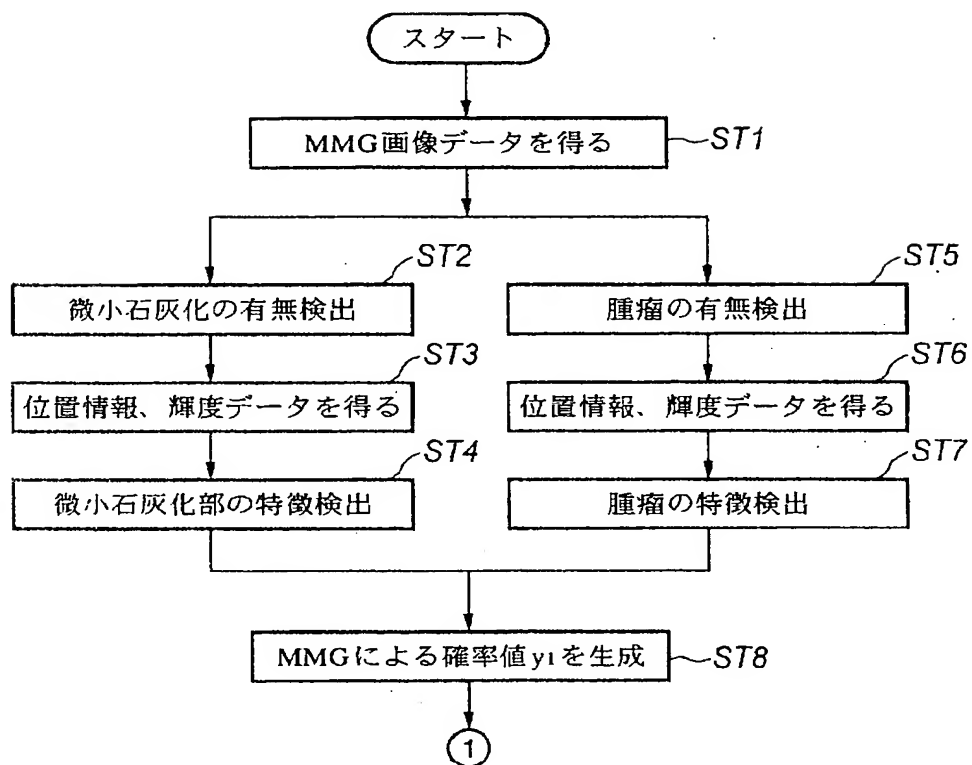 スタート
MMG画像データを得る
ST1
ST2
微小石灰化の有無検出
ST3
位置情報、輝度データを得る
ST4
微小石灰化部の特徴検出
ST5
腫瘤の有無検出
ST6
位置情報、輝度データを得る
ST7
腫瘤の特徴検出
MMGによる確率値y1を生成
ST8
1